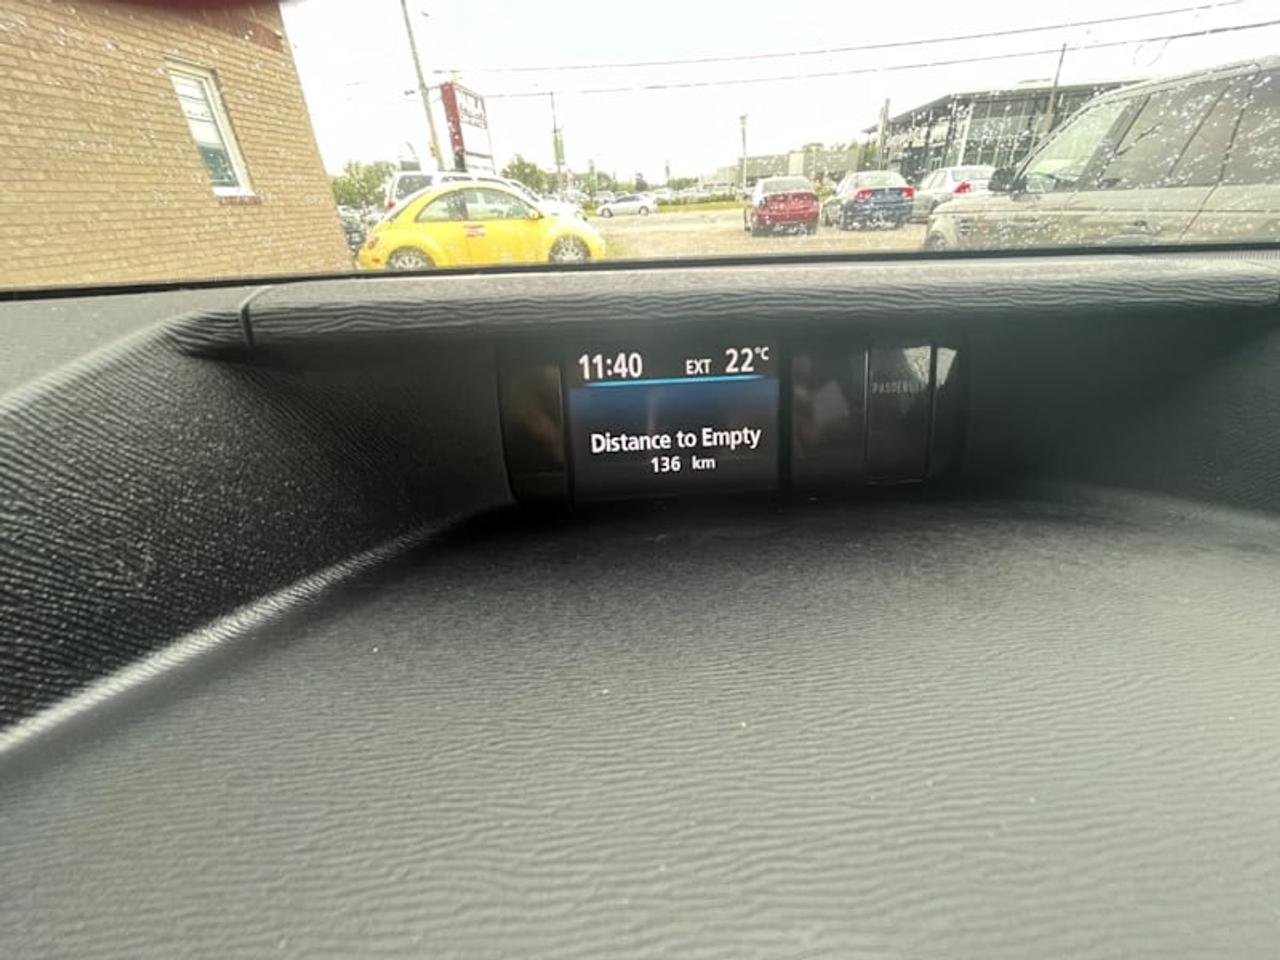 11:40 EXT 22°C
Distance to Empty
136 km